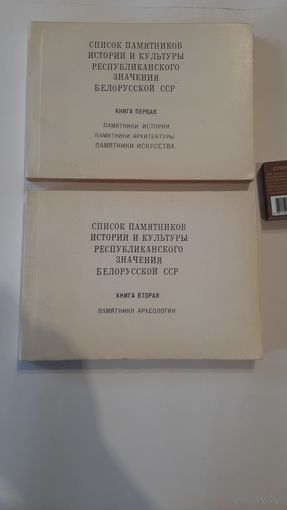 СПИСОК ПАМЯТНИКОВ
ИСТОРИИ И КУЛЬТУРЫ
РЕСПУБЛИКАНСКОГО
ЗНАЧЕНИЯ
БЕЛОРУССКОЙ ССР
КНИГА ПЕРВАЯ
ПАМЯТНИКИ ИСТОРИИ
ПАМЯТНИКИ АРХИТЕКТУРЫ
ПАМЯТНИКИ ИСКУССТВА
СПИСОК ПАМЯТНИКОВ
ИСТОРИИ И КУЛЬТУРЫ
РЕСПУБЛИКАНСКОГО
ЗНАЧЕНИЯ
БЕЛОРУССКОЙ ССР
КНИГА ВТОРАЯ
ПАМЯТНИКИ АРХЕОЛОГИИ